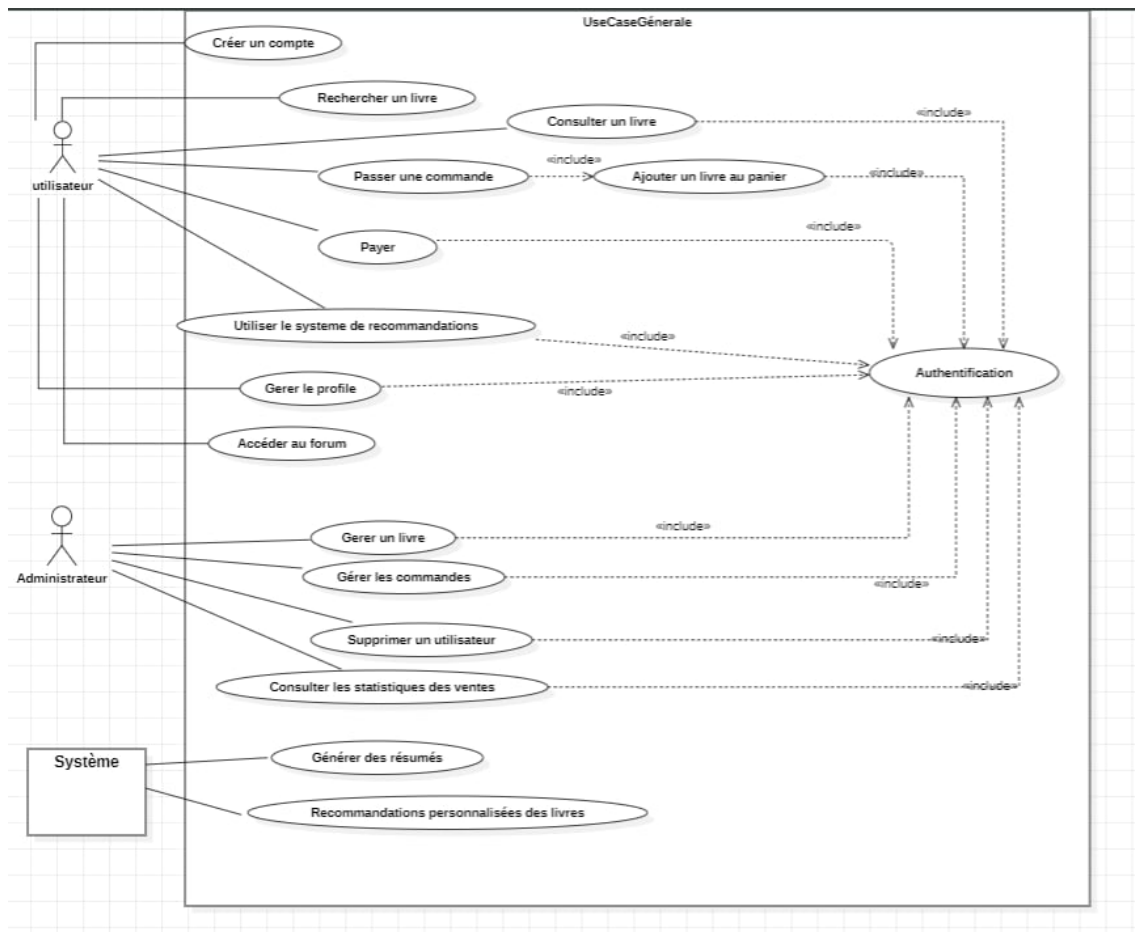 UseCaseGénerale
Créer un compte
Rechercher un livre
«include»
Consulter un livre
utilisateur
Passer une commande
«include»
Ajouter un livre au panier
«include»
Payer
«include»
Utiliser le systeme de recommandations
«include»
Authentification
Gerer le profile
«include»
Accéder au forum
Administrateur
Gerer un livre
«include»
Gérer les commandes
«include»
Supprimer un utilisateur
«include»
Consulter les statistiques des ventes
«include»
Système
Générer des résumés
Recommandations personnalisées des livres